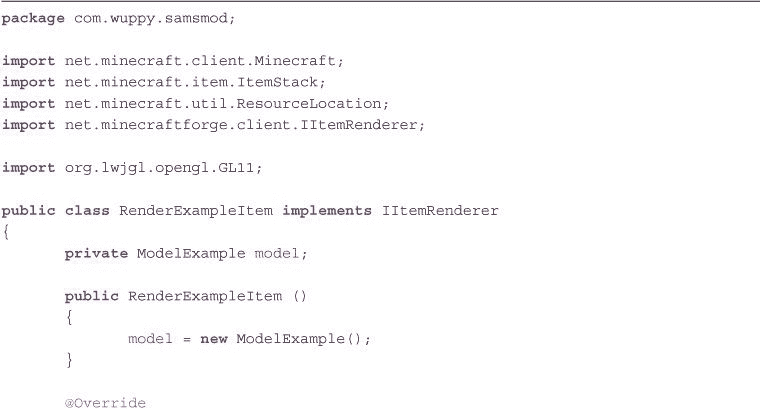 package com.wuppy.samsmod;
import net.minecraft.client.Minecraft;
import net.minecraft.item.ItemStack;
import net.minecraft.util.ResourceLocation;
import net.minecraftforge.client.IItemRenderer;
import org.lwjgl.opengl.GL11;
public class RenderExampleItem implements IItemRenderer
{
private ModelExample model;
public RenderExampleItem ()
{
model = new ModelExample();
}
@Override